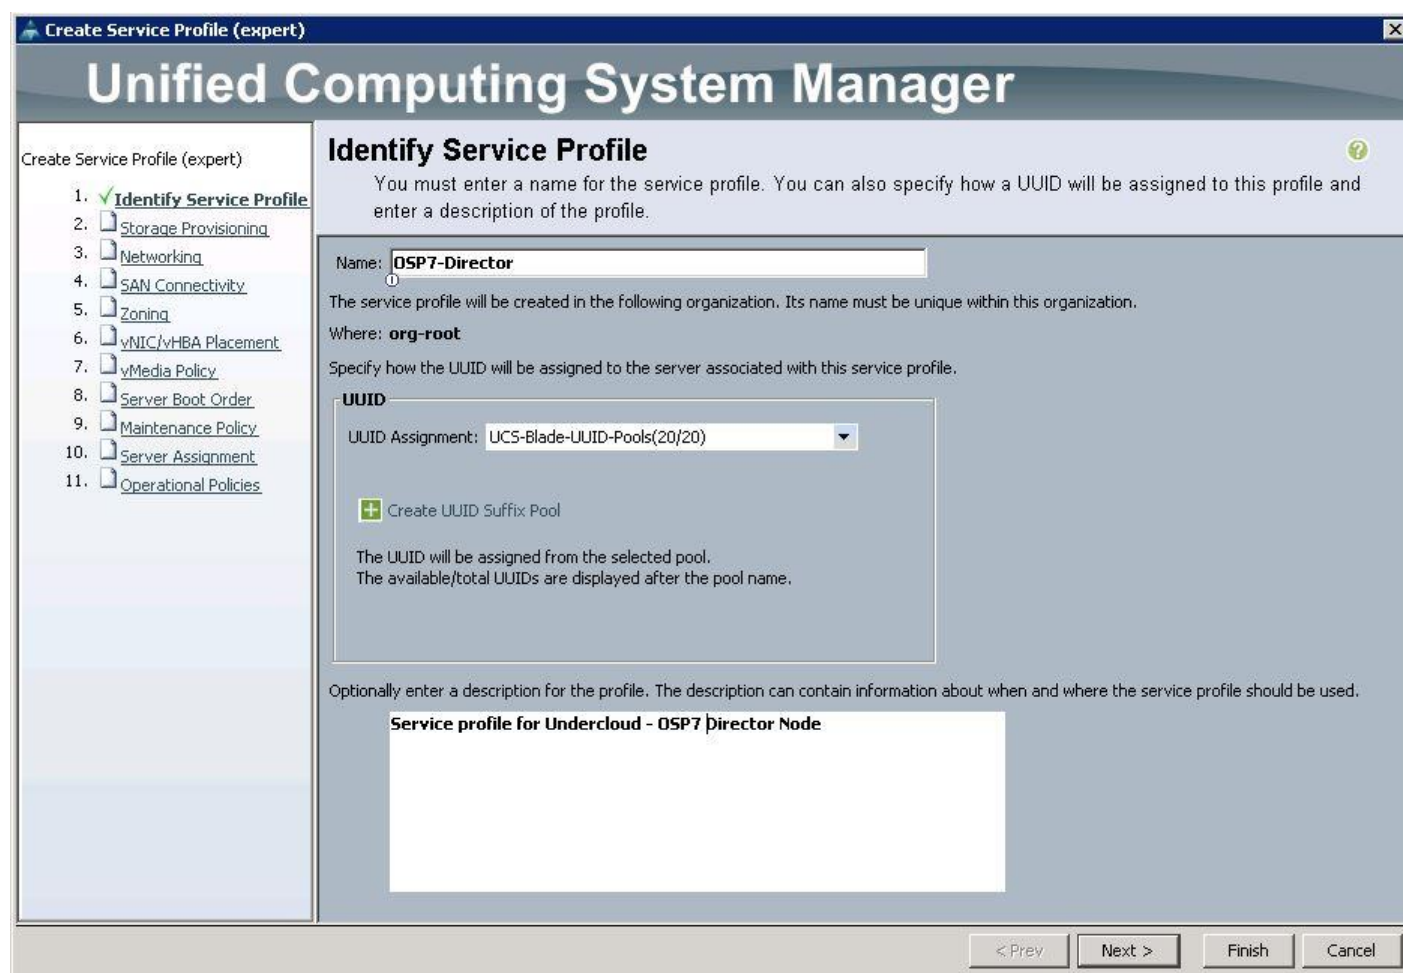 Create Service Profile (expert)
Unified Computing System Manager
Create Service Profile (expert)
1. Identify Service Profile
2. Storage Provisioning
3. Networking
4. SAN Connectivity
5. Zoning
6. vNIC/vHBA Placement
7. vMedia Policy
8. Server Boot Order
9. Maintenance Policy
10. Server Assignment
11. Operational Policies
Identify Service Profile
You must enter a name for the service profile. You can also specify how a UUID will be assigned to this profile and
enter a description of the profile.
Name: OSP7-Director
The service profile will be created in the following organization. Its name must be unique within this organization.
Where: org-root
Specify how the UUID will be assigned to the server associated with this service profile.
UUID
UUID Assignment: UCS-Blade-UUID-Pools(20/20)
Create UUID Suffix Pool
The UUID will be assigned from the selected pool.
The available/total UUIDs are displayed after the pool name.
Optionally enter a description for the profile. The description can contain information about when and where the service profile should be used.
Service profile for Undercloud - OSP7 Director Node
< Prev Next > Finish Cancel